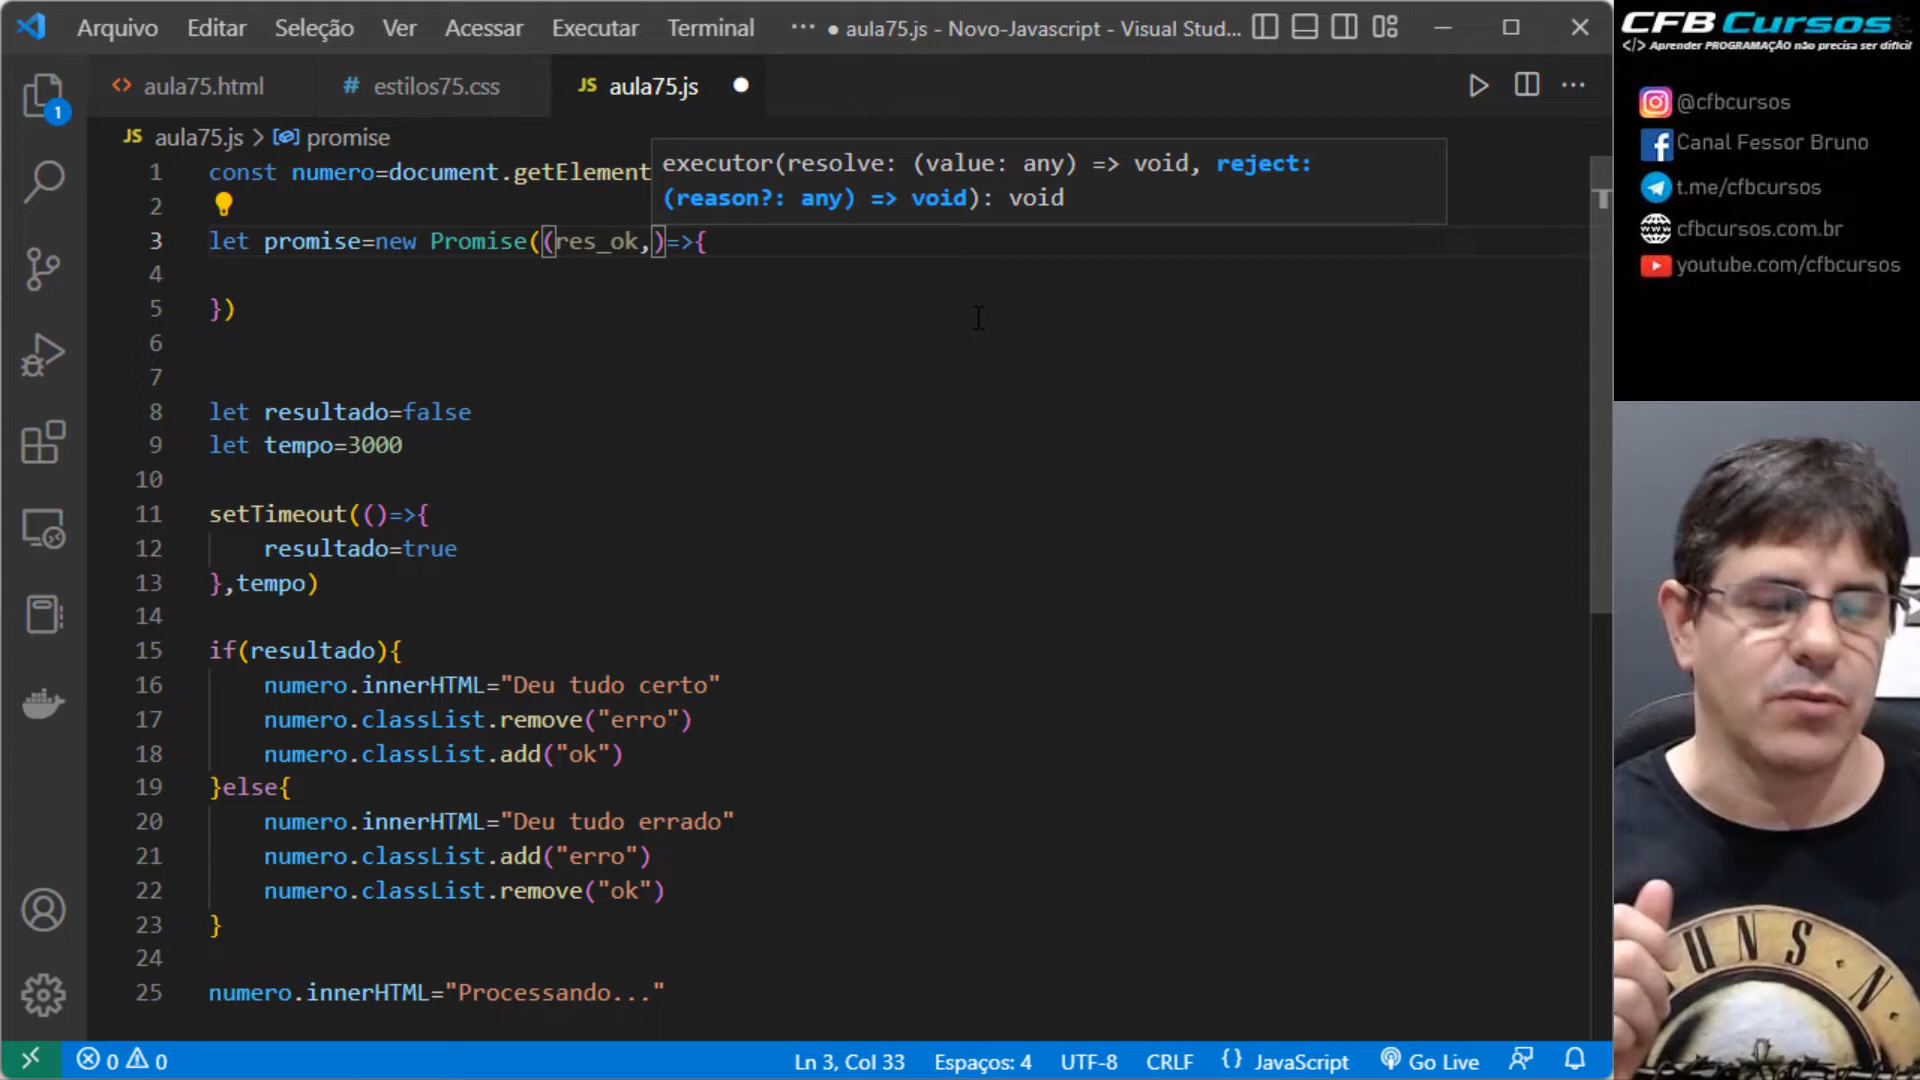 Arquivo Editar Seleção Ver Acessar Executar Terminal ··· ● aula75.js - Novo-Javascript - Visual Stud...
aula75.html # estilos75.css JS aula75.js ●
JS aula75.js > promise
executor(resolve: (value: any) => void, reject:
(reason?: any) => void): void
1 const numero=document.getElement
2
3 let promise=new Promise((res_ok,)=>{
4
5 })
6
7
8 let resultado=false
9 let tempo=3000
10
11 setTimeout(()=>{
12 resultado=true
13 },tempo)
14
15 if(resultado){
16 numero.innerHTML="Deu tudo certo"
17 numero.classList.remove("erro")
18 numero.classList.add("ok")
19 }else{
20 numero.innerHTML="Deu tudo errado"
21 numero.classList.add("erro")
22 numero.classList.remove("ok")
23 }
24
25 numero.innerHTML="Processando..."
1
0 0 Ln 3, Col 33 Espaços: 4 UTF-8 CRLF {} JavaScript Go Live
CFB Cursos
</> Aprender PROGRAMAÇÃO não precisa ser difícil
@cfbcursos
Canal Fessor Bruno
t.me/cfbcursos
cfbcursos.com.br
youtube.com/cfbcursos
UNS N